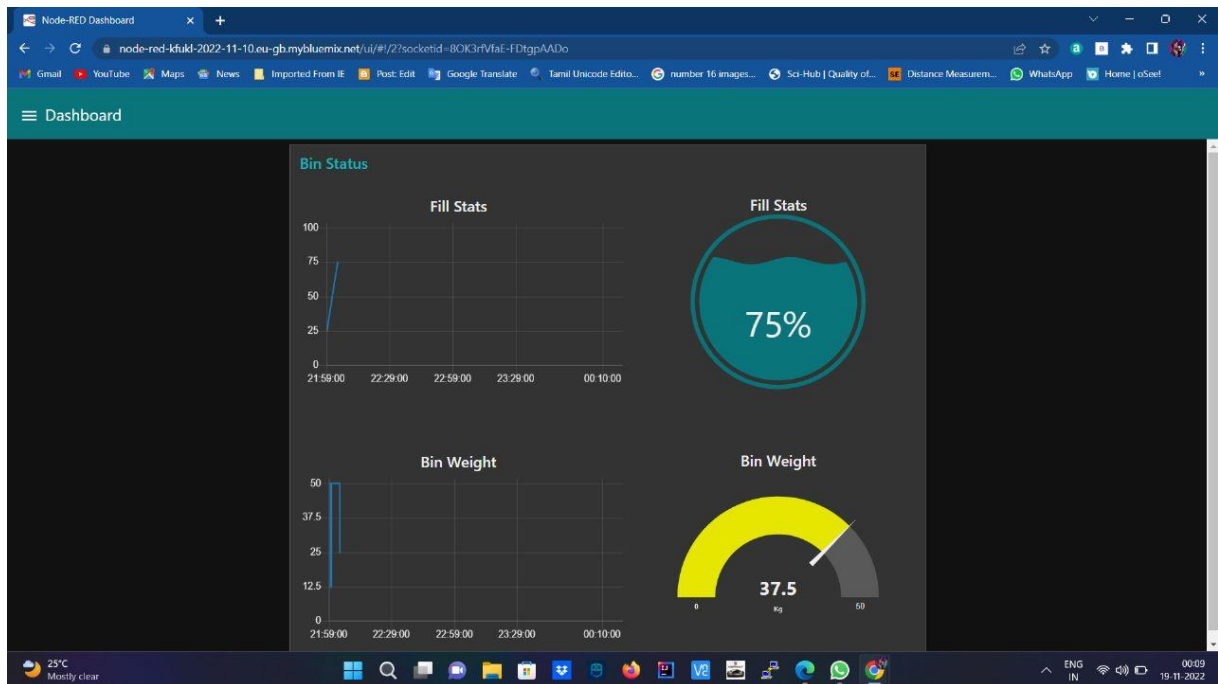 Node-RED Dashboard
node-red-kfukl-2022-11-10.eu-gb.mybluemix.net/ui/#!/2?socketid=8OK3rfVfaE-FDtgpAADo
Gmail YouTube Maps News Imported From IE Post: Edit Google Translate Tamil Unicode Edito... number 16 images... Sci-Hub | Quality of... Distance Measurem... WhatsApp Home | oSee! »
Dashboard
Bin Status
Fill Stats
100
75
50
25
0
21:59:00 22:29:00 22:59:00 23:29:00 00:10:00
Fill Stats
75%
Bin Weight
50
37.5
25
12.5
0
21:59:00 22:29:00 22:59:00 23:29:00 00:10:00
Bin Weight
37.5
Kg
0 50
25°C
Mostly clear
ENG
IN
00:09
19-11-2022